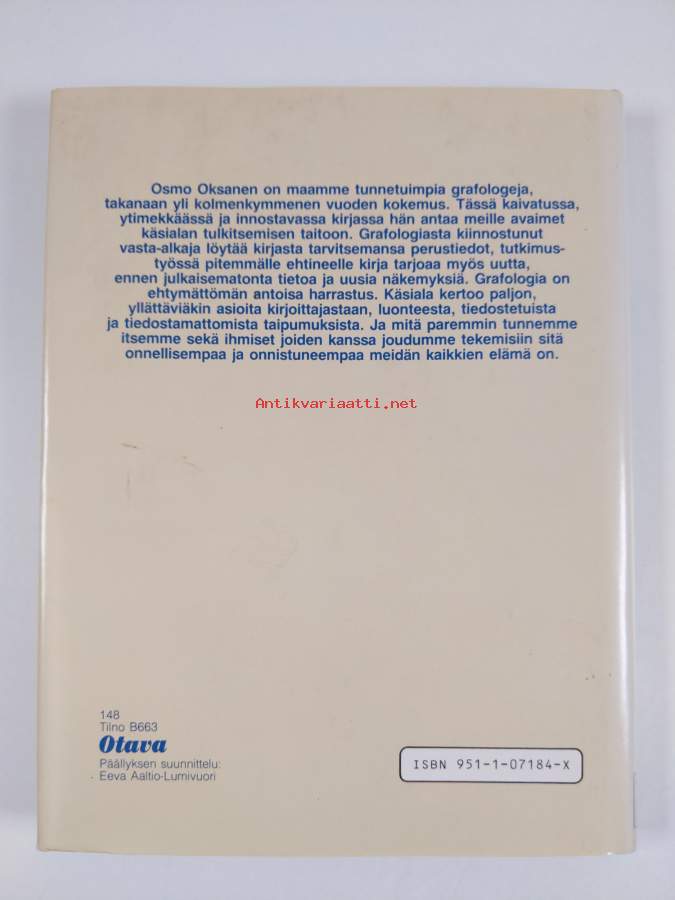 Osmo Oksanen on maamme tunnetuimpia grafologeja,
takanaan yli kolmenkymmenen vuoden kokemus. Tässä kaivatussa,
ytimekkäässä ja innostavassa kirjassa hän antaa meille avaimet
käsialan tulkitsemisen taitoon. Grafologiasta kiinnostunut
vasta-alkaja löytää kirjasta tarvitsemansa perustiedot, tutkimus-
työssä pitemmälle ehtineelle kirja tarjoaa myös uutta,
ennen julkaisematonta tietoa ja uusia näkemyksiä. Grafologia on
ehtymättömän antoisa harrastus. Käsiala kertoo paljon,
yllättäviäkin asioita kirjoittajastaan, luonteesta, tiedostetuista
ja tiedostamattomista taipumuksista. Ja mitä paremmin tunnemme
itsemme sekä ihmiset joiden kanssa joudumme tekemisiin sitä
onnellisempaa ja onnistuneempaa meidän kaikkien elämä on.
Antikvariaatti.net
148
Tilno B663
Otava
Päällyksen suunnittelu:
Eeva Aaltio-Lumivuori
ISBN 951-1-07184-X